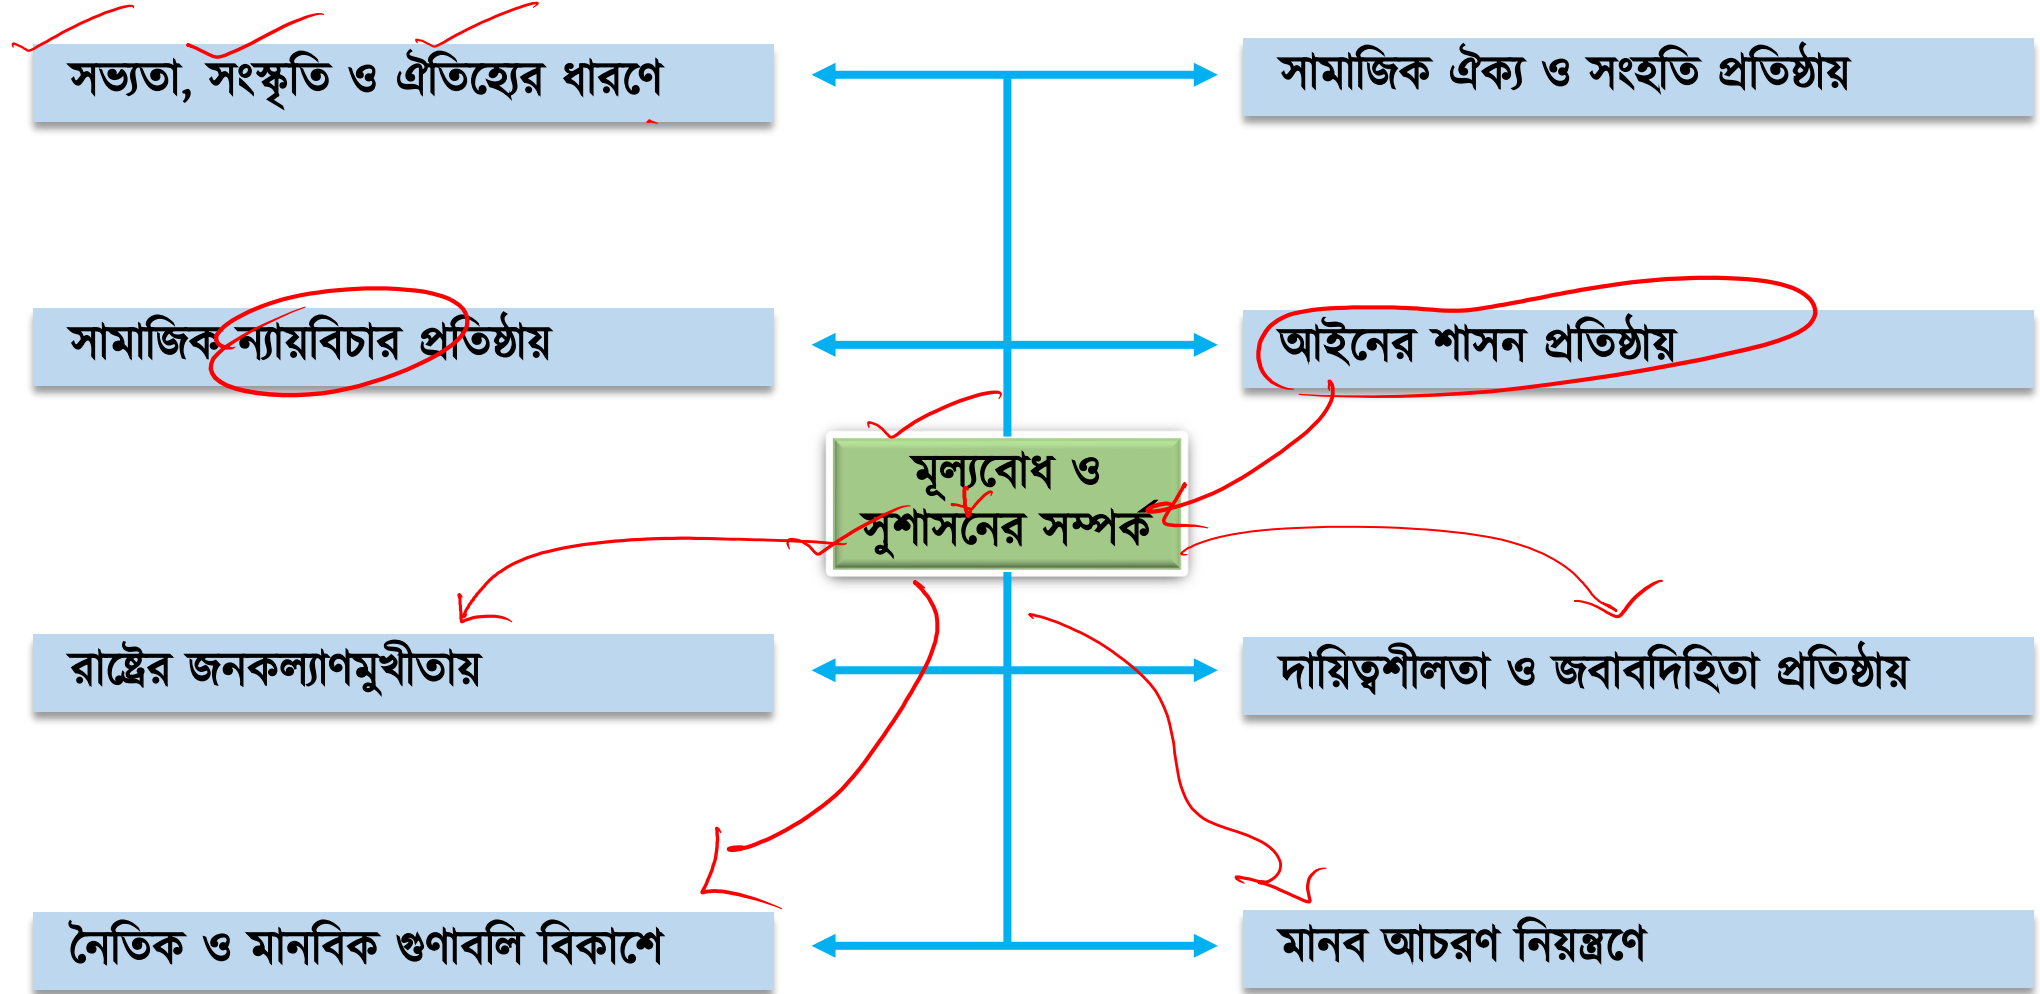 সভ্যতা, সংস্কৃতি ও ঐতিহ্যের ধারণে
সামাজিক ঐক্য ও সংহতি প্রতিষ্ঠায়
সামাজিক ন্যায়বিচার প্রতিষ্ঠায়
আইনের শাসন প্রতিষ্ঠায়
মূল্যবোধ ও
সুশাসনের সম্পর্ক
রাষ্ট্রের জনকল্যাণমুখীতায়
দায়িত্বশীলতা ও জবাবদিহিতা প্রতিষ্ঠায়
নৈতিক ও মানবিক গুণাবলি বিকাশে
মানব আচরণ নিয়ন্ত্রণে